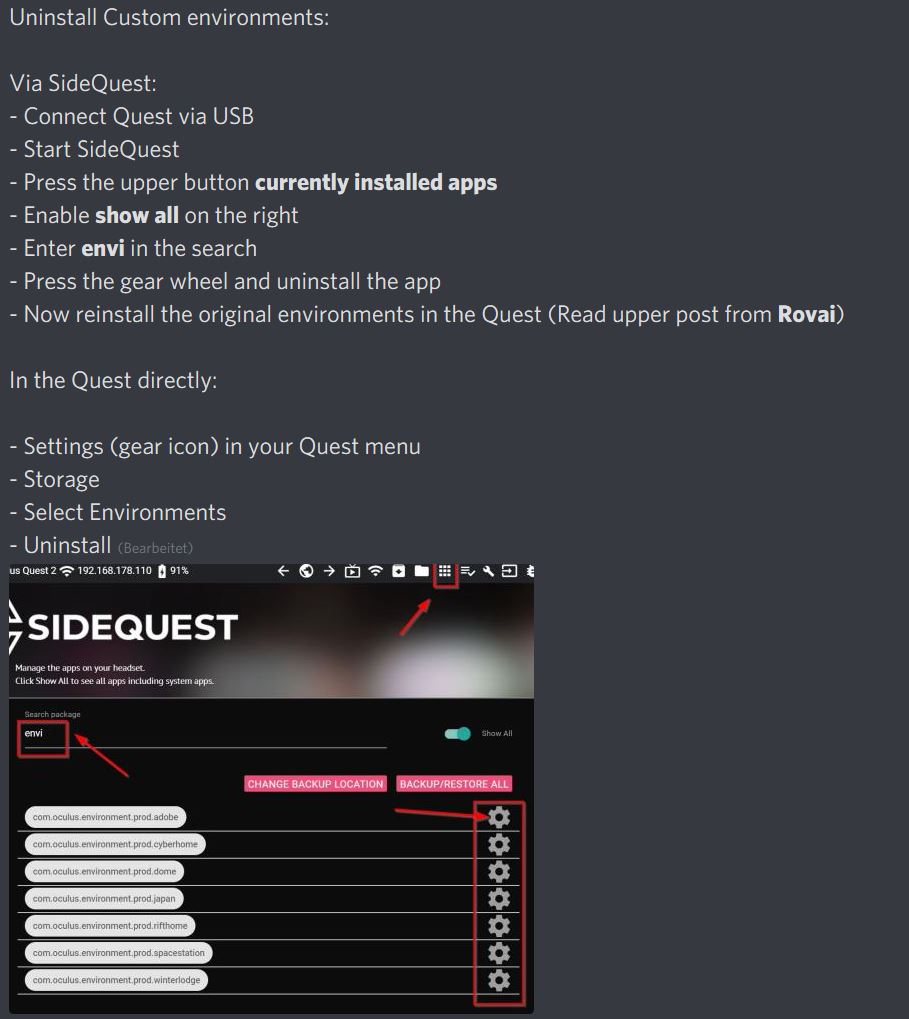 Uninstall Custom environments:
Via SideQuest:
- Connect Quest via USB
- Start SideQuest
- Press the upper button currently installed apps
- Enable show all on the right
- Enter envi in the search
- Press the gear wheel and uninstall the app
- Now reinstall the original environments in the Quest (Read upper post from Rovai)
In the Quest directly:
- Settings (gear icon) in your Quest menu
- Storage
- Select Environments
- Uninstall (Bearbeitet)
us Quest 2 192.168.178.110 91%
SIDEQUEST
Manage the apps on your headset.
Click Show All to see all apps including system apps.
Search package
envi
Show All
CHANGE BACKUP LOCATION BACKUP/RESTORE ALL
com.oculus.environment.prod.adobe
com.oculus.environment.prod.cyberhome
com.oculus.environment.prod.dome
com.oculus.environment.prod.japan
com.oculus.environment.prod.rifthome
com.oculus.environment.prod.spacestation
com.oculus.environment.prod.winterlodge